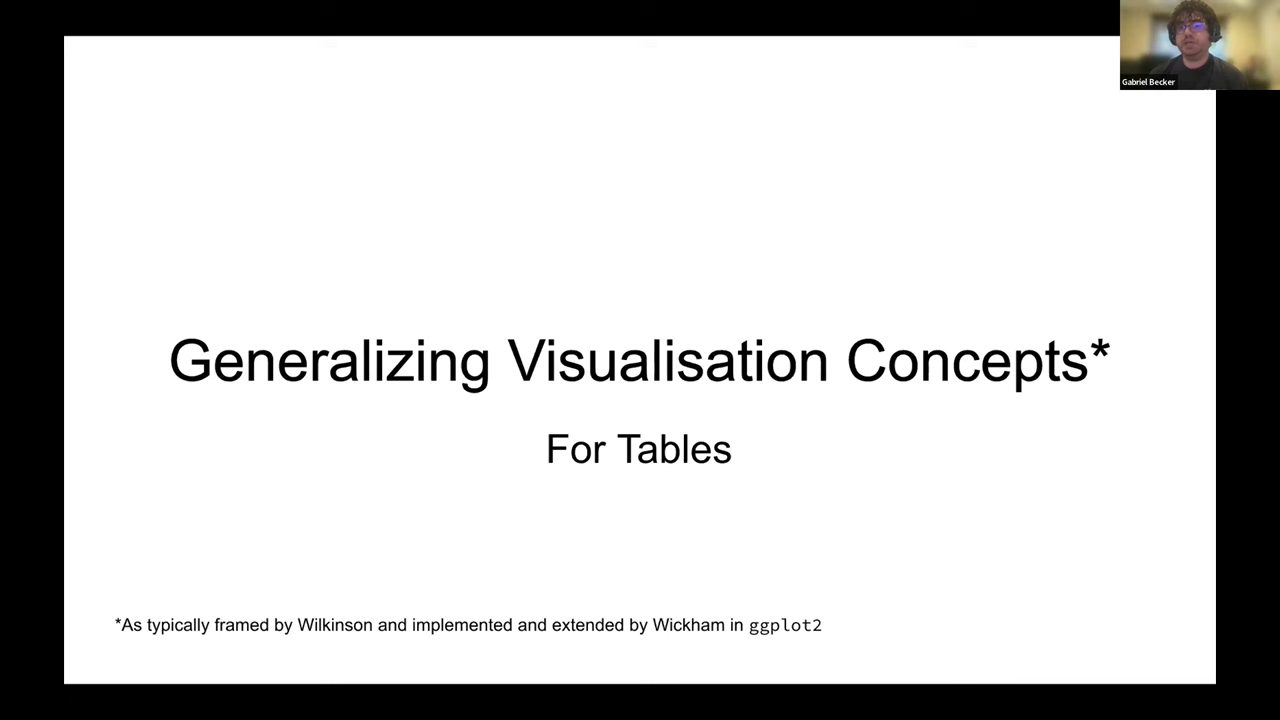 Gabriel Becker
Generalizing Visualisation Concepts*
For Tables
*As typically framed by Wilkinson and implemented and extended by Wickham in ggplot2